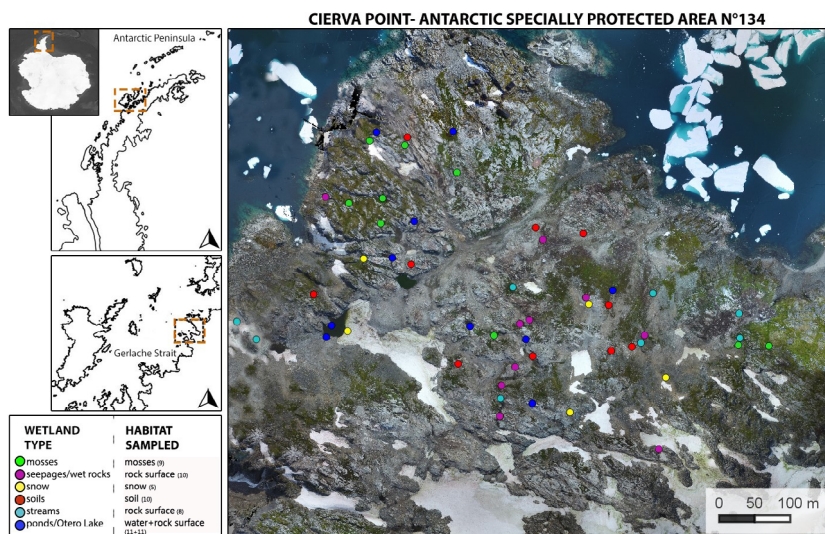 CIERVA POINT- ANTARCTIC SPECIALLY PROTECTED AREA N°134
Antarctic Peninsula
Gerlache Strait
WETLAND TYPE
HABITAT SAMPLED
mosses mosses (9)
seepages/wet rocks rock surface (10)
snow snow (5)
soils soil (10)
streams rock surface (8)
ponds/Otero Lake water+rock surface (11+11)
0 50 100 m